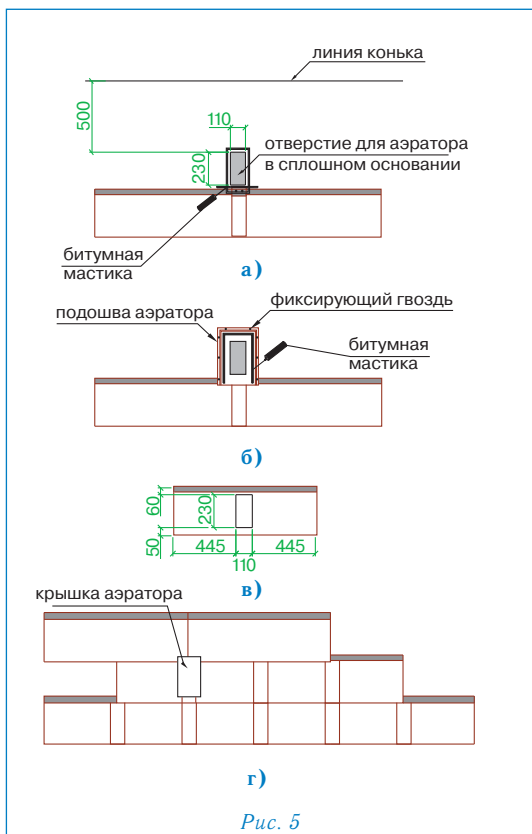 линия конька
500
110
230
отверстие для аэратора
в сплошном основании
битумная
мастика
а)
подошва аэратора
фиксирующий гвоздь
битумная
мастика
б)
60
230
50
445
110
445
в)
крышка аэратора
г)
Рис. 5